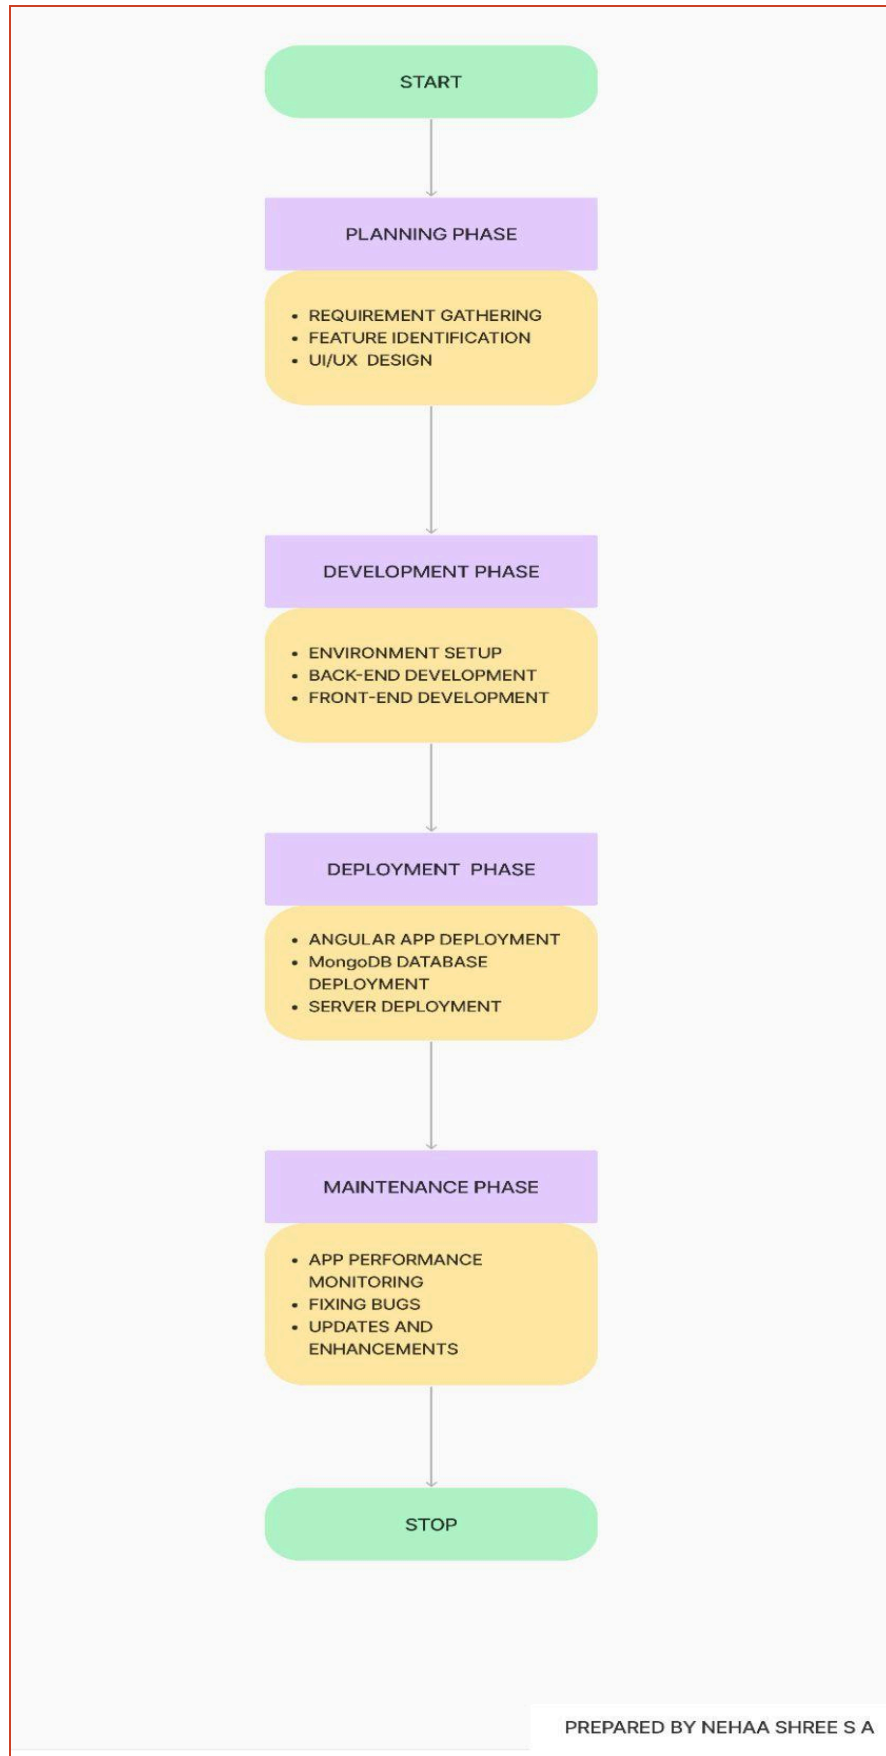 START
PLANNING PHASE
• REQUIREMENT GATHERING
• FEATURE IDENTIFICATION
• UI/UX DESIGN
DEVELOPMENT PHASE
• ENVIRONMENT SETUP
• BACK-END DEVELOPMENT
• FRONT-END DEVELOPMENT
DEPLOYMENT PHASE
• ANGULAR APP DEPLOYMENT
• MongoDB DATABASE
DEPLOYMENT
• SERVER DEPLOYMENT
MAINTENANCE PHASE
• APP PERFORMANCE
MONITORING
• FIXING BUGS
• UPDATES AND
ENHANCEMENTS
STOP
PREPARED BY NEHAA SHREE S A